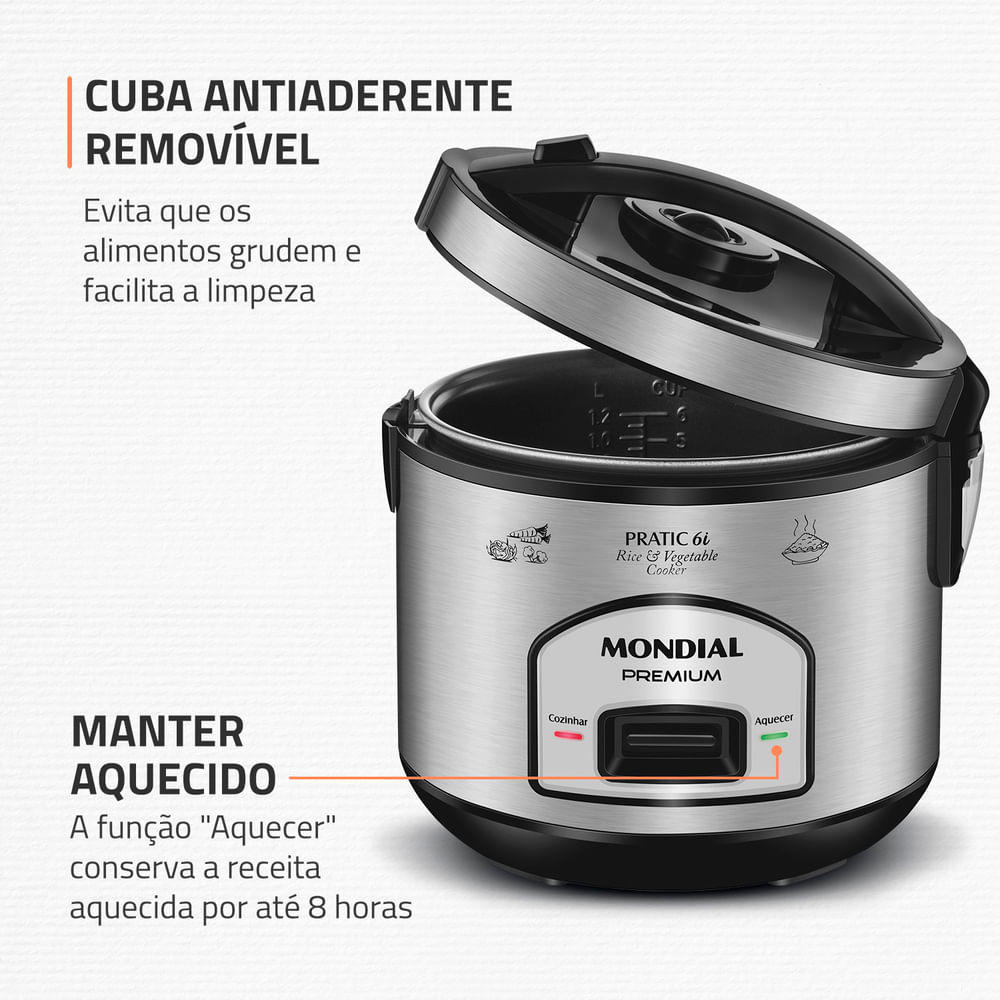 CUBA ANTIADERENTE
REMOVÍVEL
Evita que os
alimentos grudem e
facilita a limpeza
L CUP
1.2 6
1.0 5
PRATIC 6i
Rice & Vegetable
Cooker
MONDIAL
PREMIUM
Cozinhar
Aquecer
MANTER
AQUECIDO
A função "Aquecer"
conserva a receita
aquecida por até 8 horas